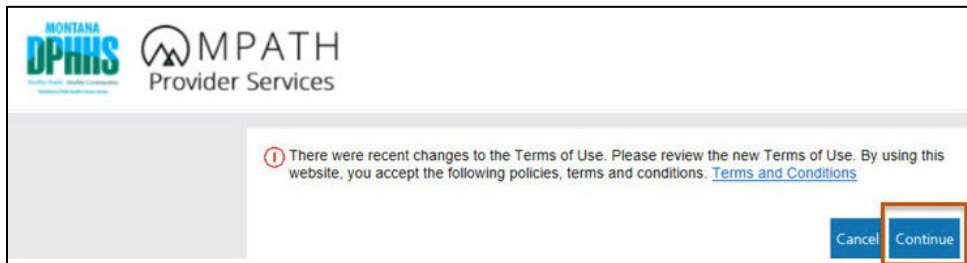 MONTANA
DPHHS
MPATH
Provider Services
There were recent changes to the Terms of Use. Please review the new Terms of Use. By using this
website, you accept the following policies, terms and conditions. Terms and Conditions
Cancel Continue